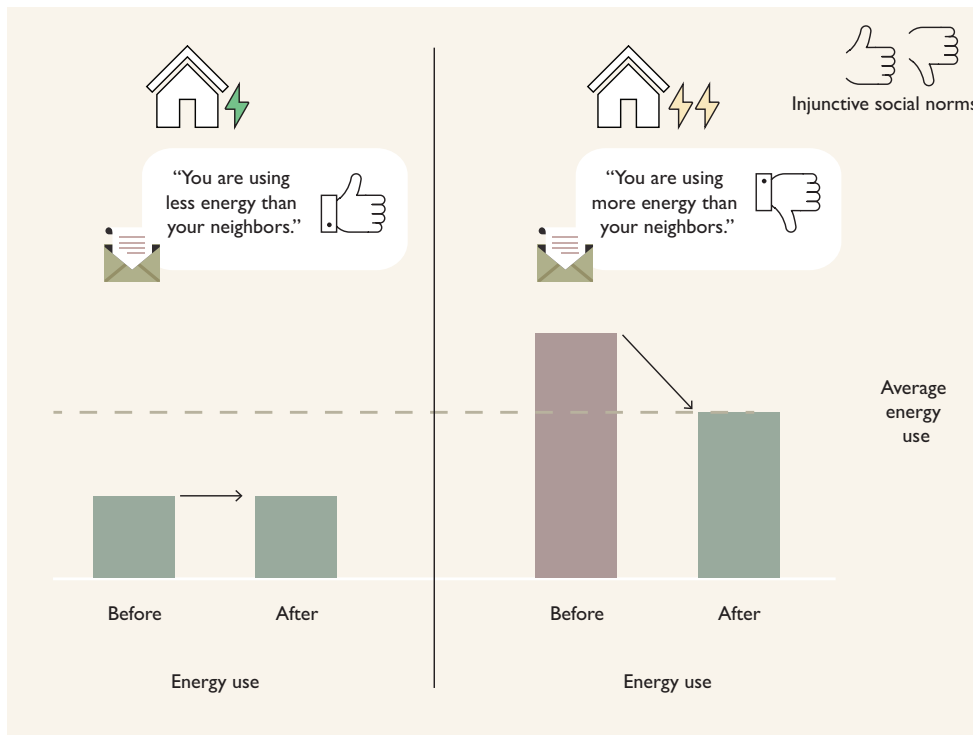 Injunctive social norms
“You are using
less energy than
your neighbors.”
“You are using
more energy than
your neighbors.”
Average
energy
use
Before
After
Before
After
Energy use
Energy use